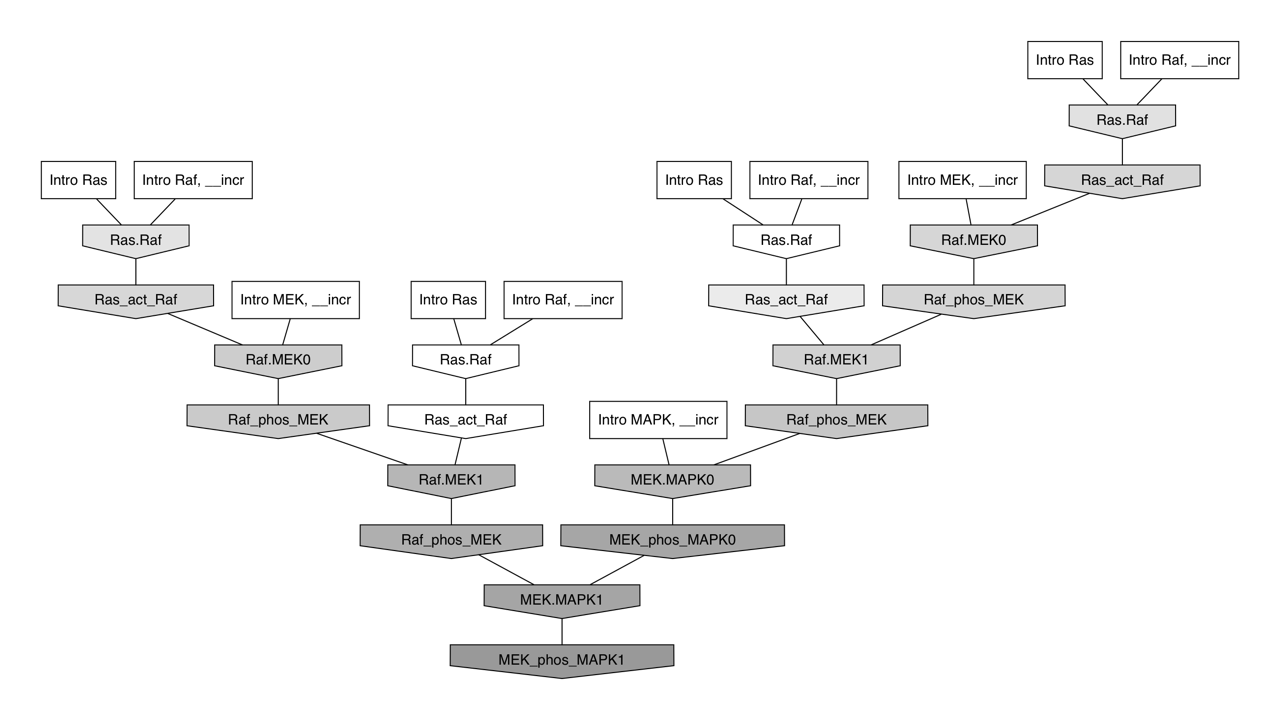 Intro Ras
Intro Raf, __incr
Ras.Raf
Intro Ras
Intro Raf, __incr
Intro Ras
Intro Raf, __incr
Intro MEK, __incr
Ras_act_Raf
Ras.Raf
Ras.Raf
Raf.MEK0
Ras_act_Raf
Intro MEK, __incr
Intro Ras
Intro Raf, __incr
Ras_act_Raf
Raf_phos_MEK
Raf.MEK0
Ras.Raf
Raf.MEK1
Raf_phos_MEK
Ras_act_Raf
Intro MAPK, __incr
Raf_phos_MEK
Raf.MEK1
MEK.MAPK0
Raf_phos_MEK
MEK_phos_MAPK0
MEK.MAPK1
MEK_phos_MAPK1